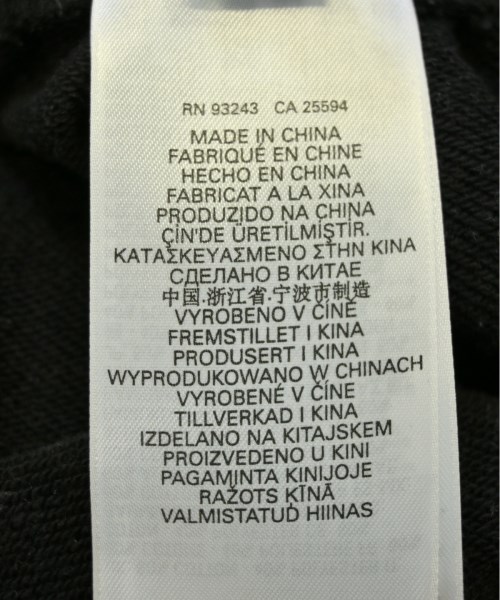 RN 93243 CA 25594
MADE IN CHINA
FABRIQUÉ EN CHINE
HECHO EN CHINA
FABRICAT A LA XINA
PRODUZIDO NA CHINA
ÇİN'DE ÜRETİLMİŞTİR.
ΚΑΤΑΣΚΕΥΑΣΜΕΝΟ ΣΤΗΝ ΚΙΝΑ
СДЕЛАНО В КИТАЕ
中国.浙江省.宁波市制造
VYROBENO V ČÍNĚ
FREMSTILLET I KINA
PRODUSERT I KINA
WYPRODUKOWANO W CHINACH
VYROBENÉ V ČÍNE
TILLVERKAD I KINA
IZDELANO NA KITAJSKEM
PROIZVEDENO U KINI
PAGAMINTA KINIJOJE
RAŽOTS ĶĪNĀ
VALMISTATUD HIINAS